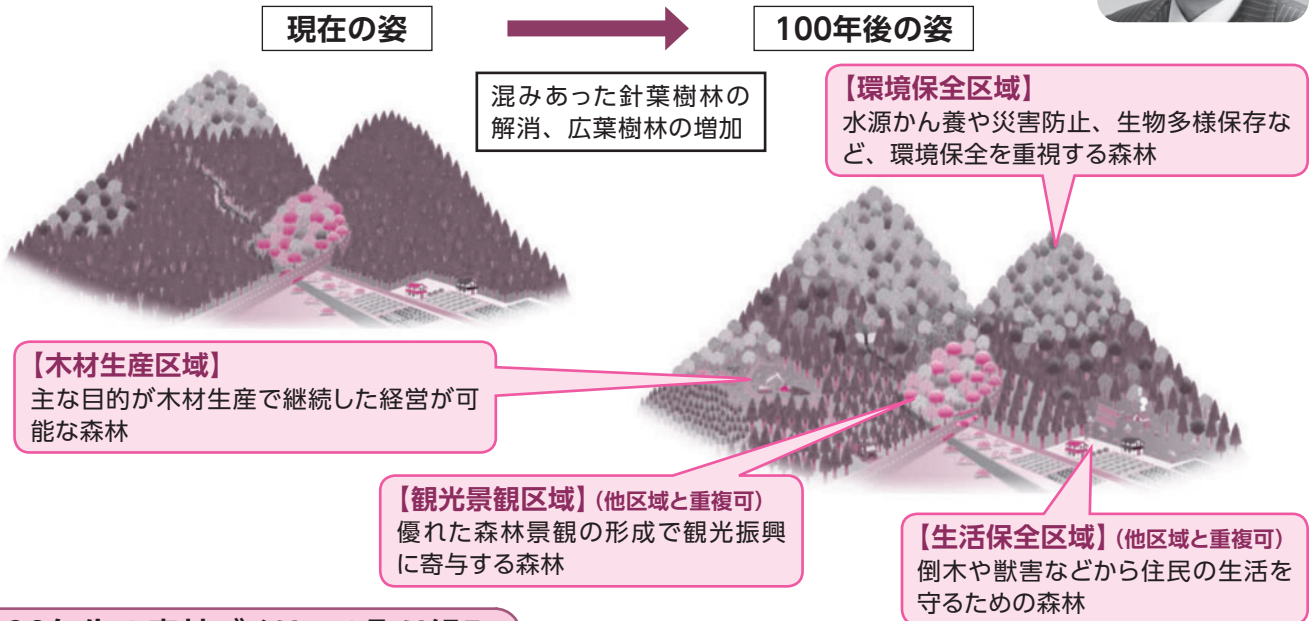 現在の姿
100年後の姿
混みあった針葉樹林の
解消、広葉樹林の増加
【環境保全区域】
水源かん養や災害防止、生物多様保存な
ど、環境保全を重視する森林
【木材生産区域】
主な目的が木材生産で継続した経営が可
能な森林
【観光景観区域】(他区域と重複可)
優れた森林景観の形成で観光振興
に寄与する森林
【生活保全区域】(他区域と重複可)
倒木や獣害などから住民の生活を
守るための森林